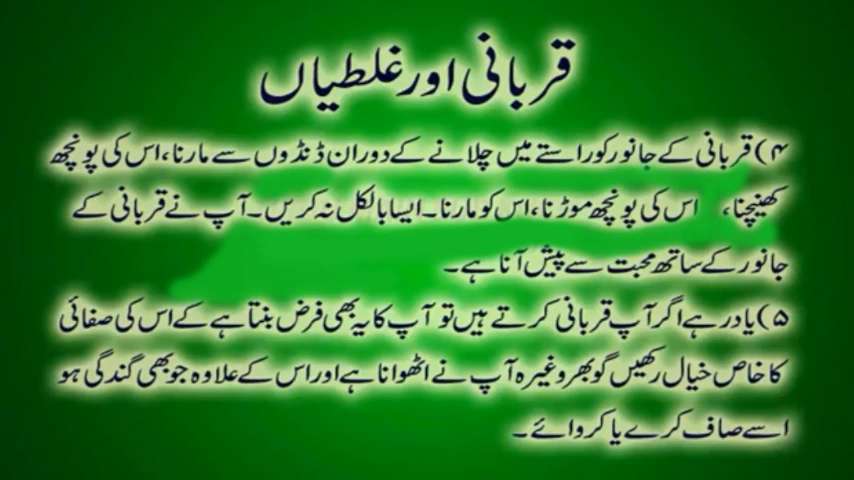 قربانی اور غلطیاں
۴) قربانی کے جانور کو راستے میں چلانے کے دوران ڈنڈوں سے مارنا، اس کی پونچھ
کھینچنا، اس کی پونچھ موڑنا، اس کو مارنا۔ ایسا بالکل نہ کریں۔ آپ نے قربانی کے
جانور کے ساتھ محبت سے پیش آنا ہے۔
۵) یاد رہے اگر آپ قربانی کرتے ہیں تو آپ کا یہ بھی فرض بنتا ہے کے اس کی صفائی
کا خاص خیال رکھیں گوبر وغیرہ آپ نے اٹھوانا ہے اور اس کے علاوہ جو بھی گندگی ہو
اسے صاف کرے یا کروائے۔